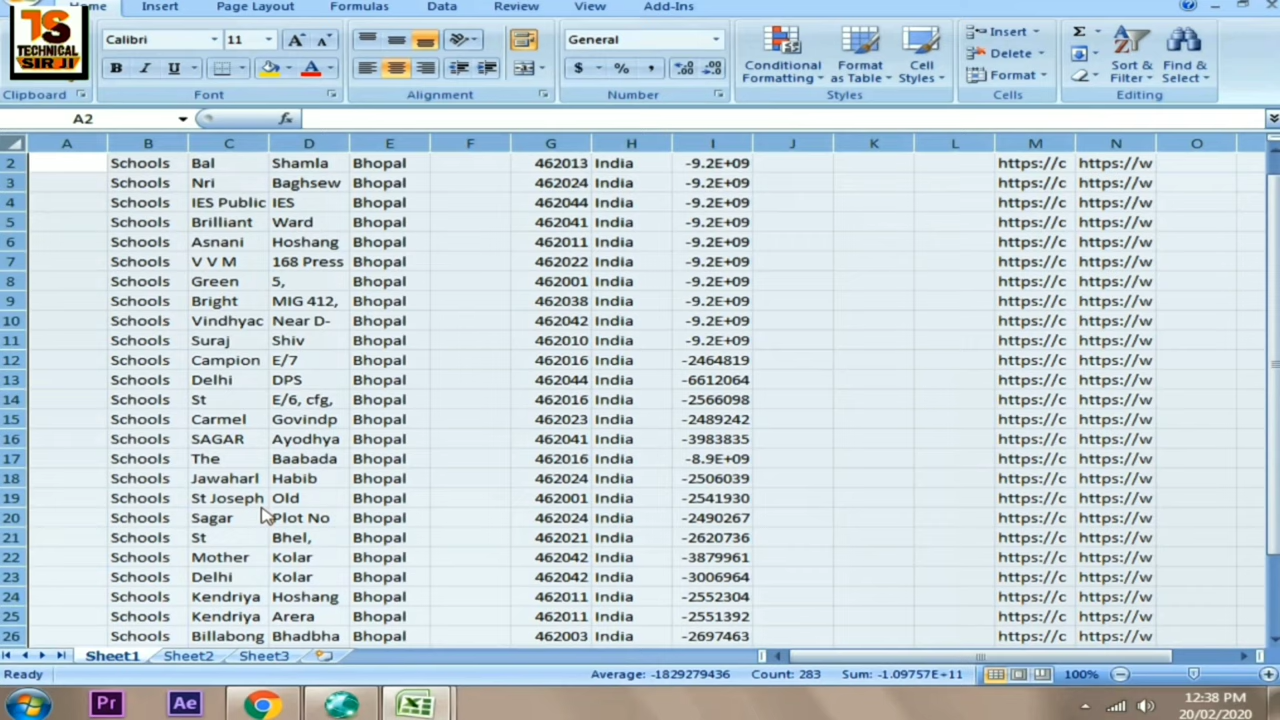 Home Insert Page Layout Formulas Data Review View Add-Ins
TS
TECHNICAL
SIR JI
Calibri 11 A A General
B I U $ % , .0 .00 .00 .0
Conditional Formatting Format as Table Cell Styles
Insert
Delete
Format
Σ
Sort & Filter Find & Select
Clipboard Font Alignment Number Styles Cells Editing
A2 fx
A B C D E F G H I J K L M N O
2 Schools Bal Shamla Bhopal 462013 India -9.2E+09 https://c https://w
3 Schools Nri Baghsew Bhopal 462024 India -9.2E+09 https://c https://w
4 Schools IES Public IES Bhopal 462044 India -9.2E+09 https://c https://w
5 Schools Brilliant Ward Bhopal 462041 India -9.2E+09 https://c https://w
6 Schools Asnani Hoshang Bhopal 462011 India -9.2E+09 https://c https://w
7 Schools V V M 168 Press Bhopal 462022 India -9.2E+09 https://c https://w
8 Schools Green 5, Bhopal 462001 India -9.2E+09 https://c https://w
9 Schools Bright MIG 412, Bhopal 462038 India -9.2E+09 https://c https://w
10 Schools Vindhyac Near D- Bhopal 462042 India -9.2E+09 https://c https://w
11 Schools Suraj Shiv Bhopal 462010 India -9.2E+09 https://c https://w
12 Schools Campion E/7 Bhopal 462016 India -2464819 https://c https://w
13 Schools Delhi DPS Bhopal 462044 India -6612064 https://c https://w
14 Schools St E/6, cfg, Bhopal 462016 India -2566098 https://c https://w
15 Schools Carmel Govindp Bhopal 462023 India -2489242 https://c https://w
16 Schools SAGAR Ayodhya Bhopal 462041 India -3983835 https://c https://w
17 Schools The Baabada Bhopal 462016 India -8.9E+09 https://c https://w
18 Schools Jawaharl Habib Bhopal 462024 India -2506039 https://c https://w
19 Schools St Joseph Old Bhopal 462001 India -2541930 https://c https://w
20 Schools Sagar Plot No Bhopal 462024 India -2490267 https://c https://w
21 Schools St Bhel, Bhopal 462021 India -2620736 https://c https://w
22 Schools Mother Kolar Bhopal 462042 India -3879961 https://c https://w
23 Schools Delhi Kolar Bhopal 462042 India -3006964 https://c https://w
24 Schools Kendriya Hoshang Bhopal 462011 India -2552304 https://c https://w
25 Schools Kendriya Arera Bhopal 462011 India -2551392 https://c https://w
26 Schools Billabong Bhadbha Bhopal 462003 India -2697463 https://c https://w
Sheet1 Sheet2 Sheet3
Ready Average: -1829279436 Count: 283 Sum: -1.09757E+11 100%
Pr Ae 12:38 PM
20/02/2020